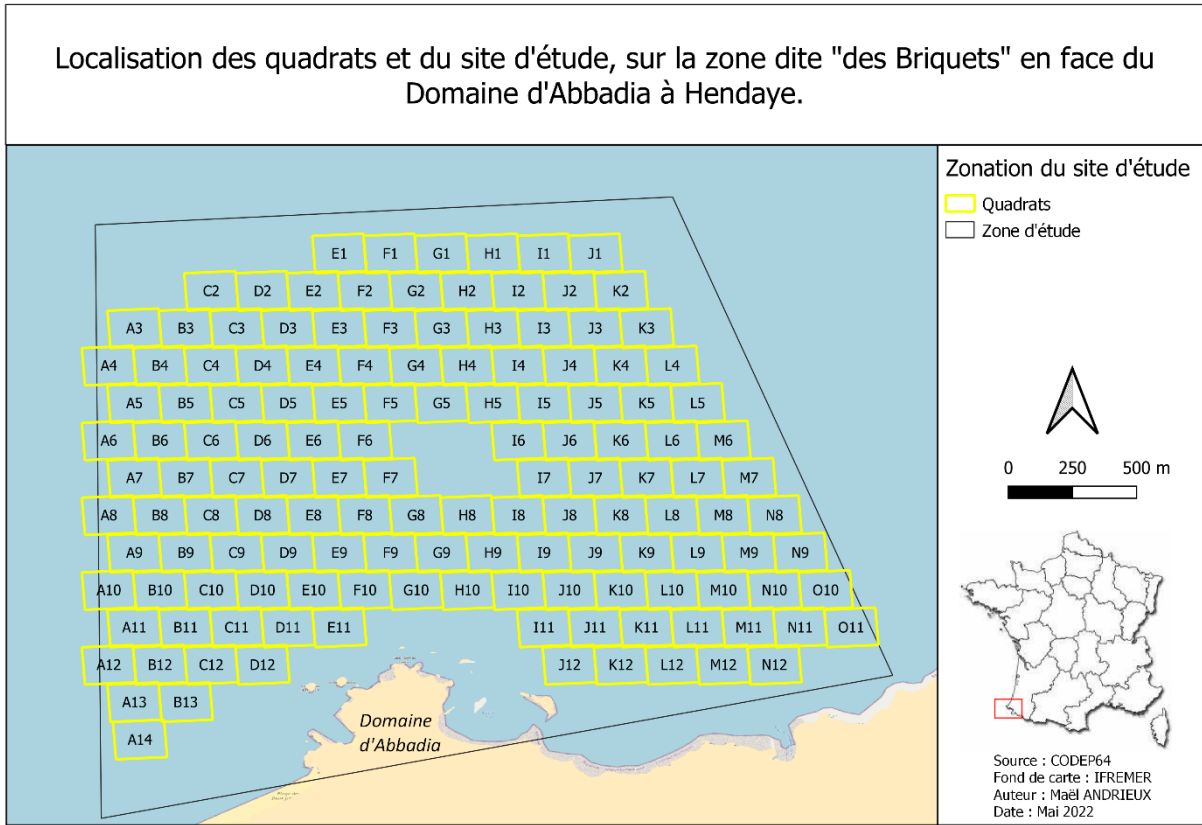 Localisation des quadrats et du site d'étude, sur la zone dite "des Briquets" en face du
Domaine d'Abbadia à Hendaye.
Zonation du site d'étude
Quadrats
Zone d'étude
E1 F1 G1 H1 I1 J1
C2 D2 E2 F2 G2 H2 I2 J2 K2
A3 B3 C3 D3 E3 F3 G3 H3 I3 J3 K3
A4 B4 C4 D4 E4 F4 G4 H4 I4 J4 K4 L4
A5 B5 C5 D5 E5 F5 G5 H5 I5 J5 K5 L5
A6 B6 C6 D6 E6 F6 I6 J6 K6 L6 M6
A7 B7 C7 D7 E7 F7 I7 J7 K7 L7 M7
A8 B8 C8 D8 E8 F8 G8 H8 I8 J8 K8 L8 M8 N8
A9 B9 C9 D9 E9 F9 G9 H9 I9 J9 K9 L9 M9 N9
A10 B10 C10 D10 E10 F10 G10 H10 I10 J10 K10 L10 M10 N10 O10
A11 B11 C11 D11 E11 I11 J11 K11 L11 M11 N11 O11
A12 B12 C12 D12 J12 K12 L12 M12 N12
A13 B13
A14
Domaine
d'Abbadia
0 250 500 m
Source : CODEP64
Fond de carte : IFREMER
Auteur : Maël ANDRIEUX
Date : Mai 2022